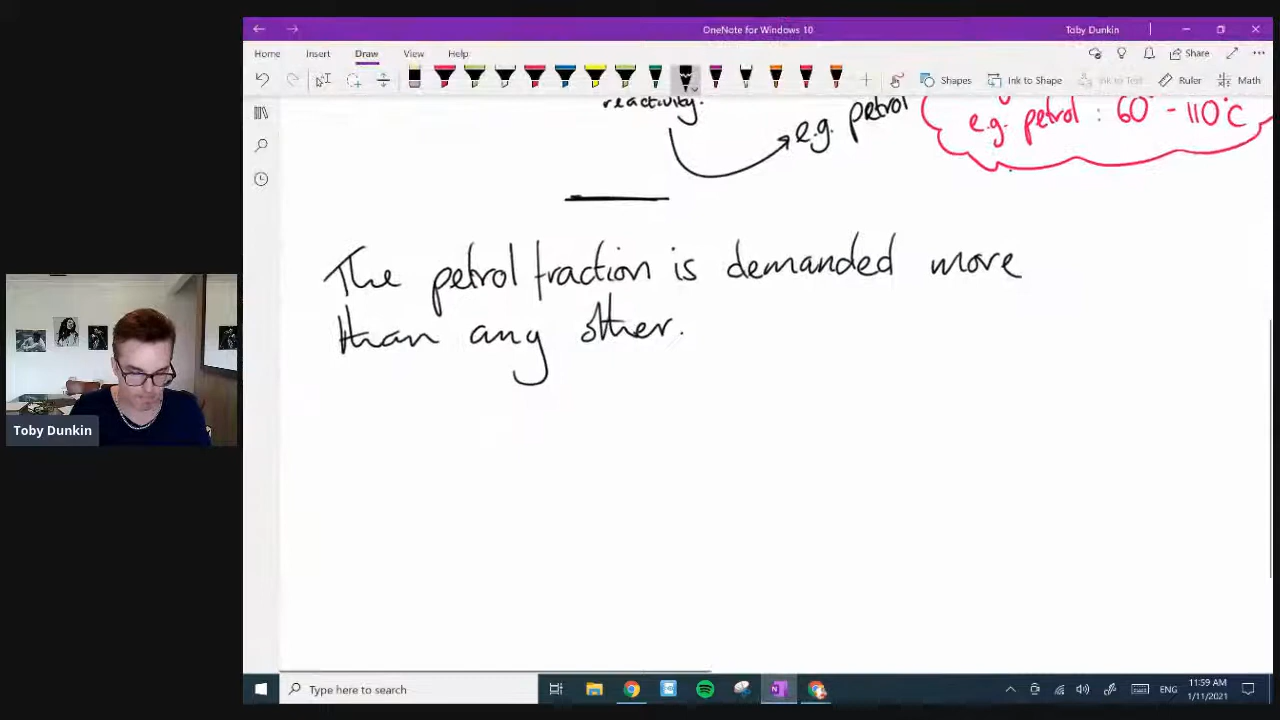 OneNote for Windows 10
Toby Dunkin
Home Insert Draw View Help
Share
Shapes
Ink to Shape
Ink to Text
Ruler
Math
reactivity.
e.g. petrol
e.g. petrol : 60° - 110°C
The petrol fraction is demanded more
than any other.
Toby Dunkin
Type here to search
ENG
11:59 AM
1/11/2021